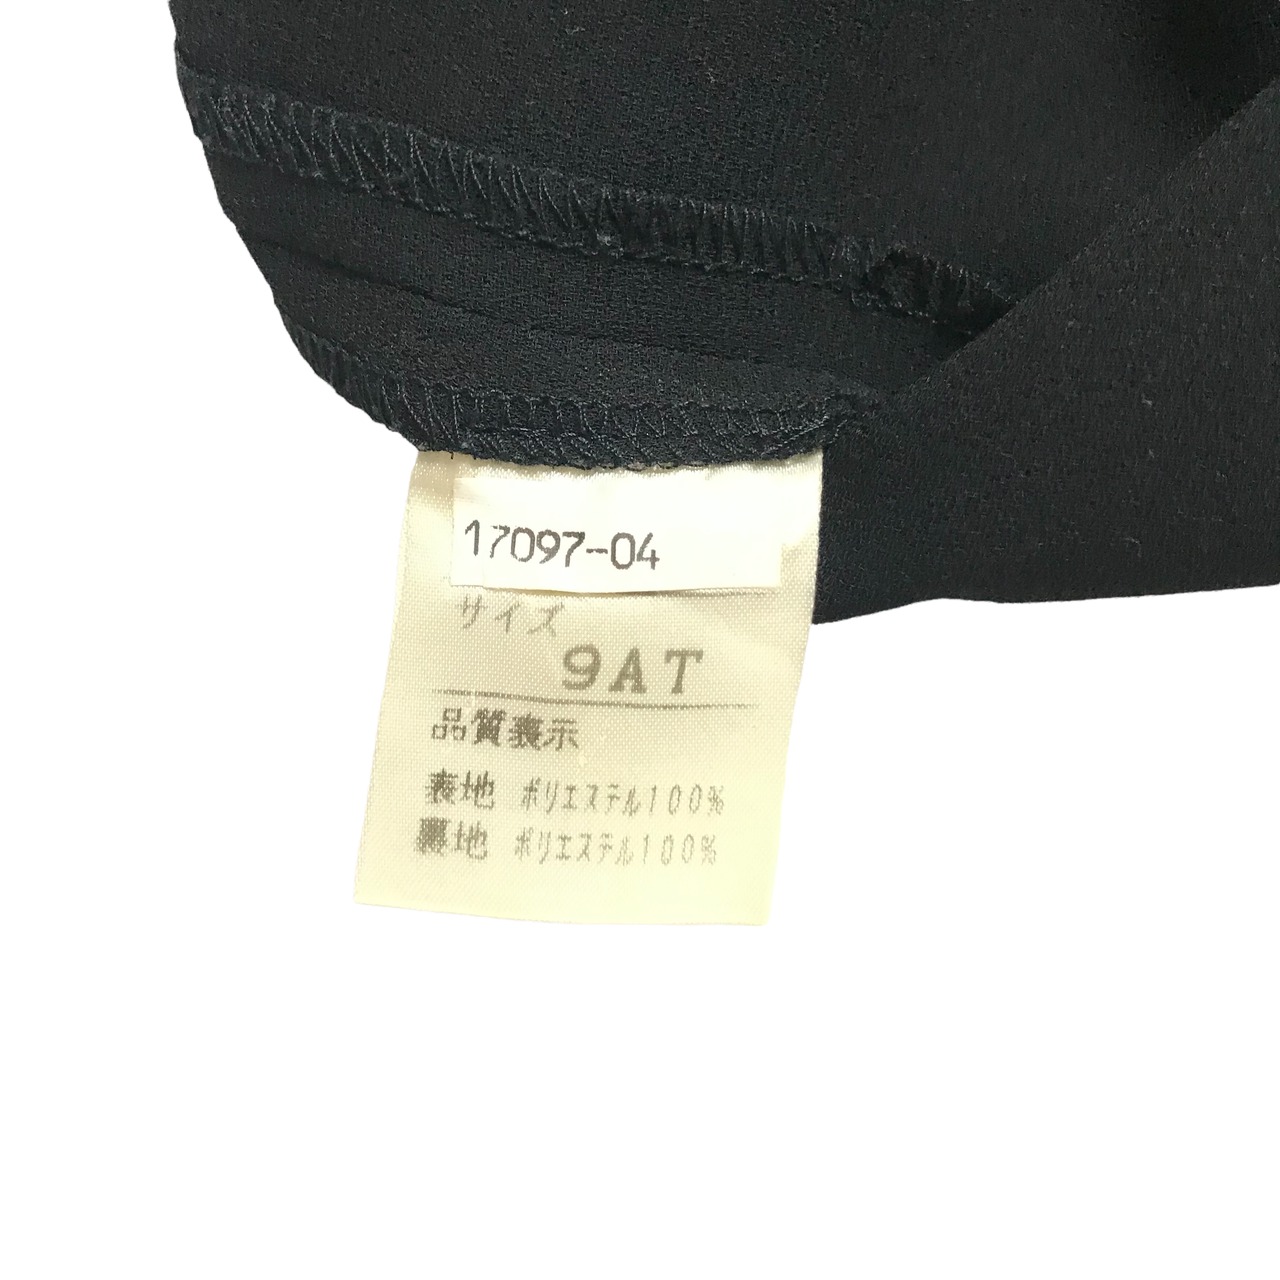 17097-04
サイズ
9AT
品質表示
表地 ポリエステル100%
裏地 ポリエステル100%